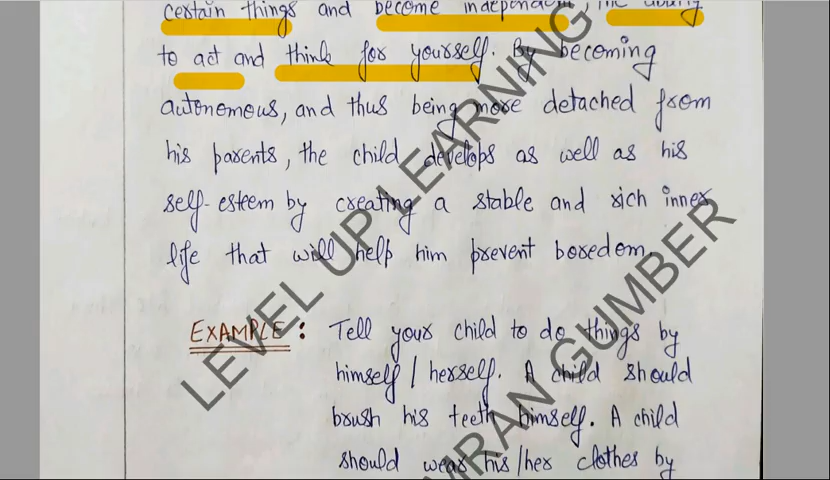 certain things and become independent, the ability
to act and think for yourself. By becoming
autonomous, and thus being more detached from
his parents, the child develops as well as his
self-esteem by creating a stable and rich inner
life that will help him prevent boredom.
EXAMPLE : Tell your child to do things by
himself / herself. A child should
brush his teeth himself. A child
should wear his/her clothes by
LEVEL UP LEARNING
MRAN GUMBER